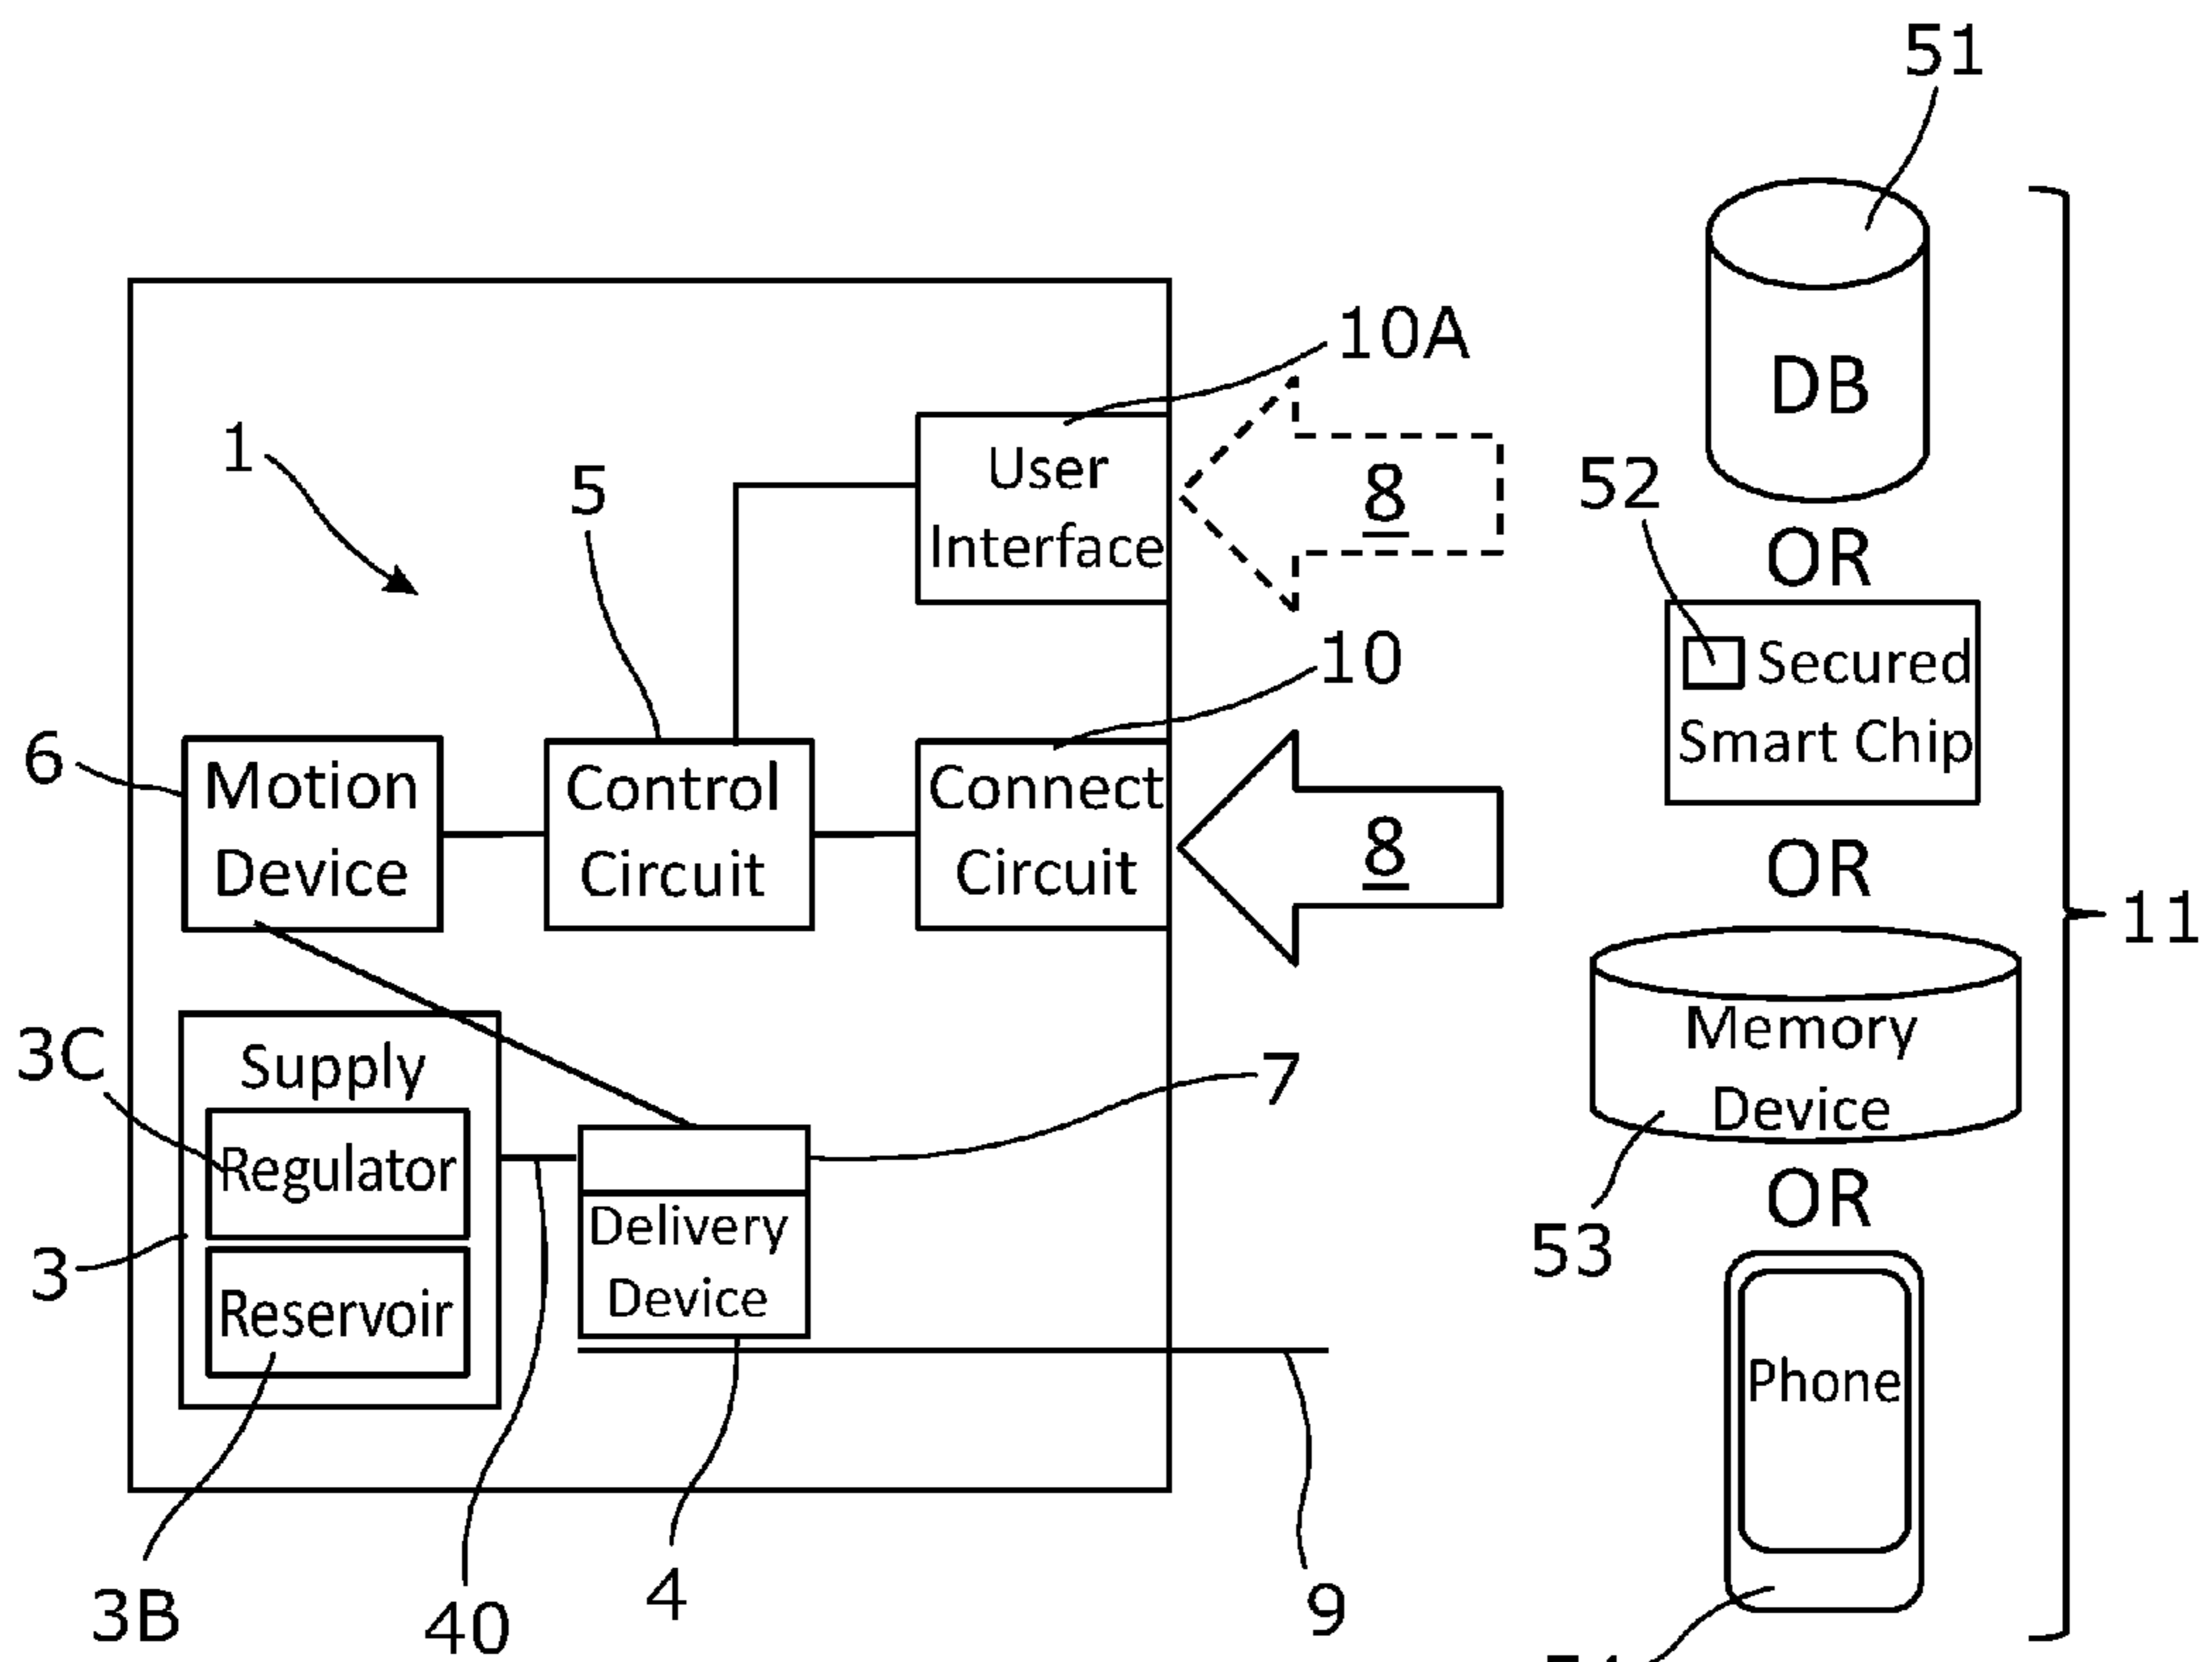 51
DB
10A
1
User
Interface
8
5
52
OR
Secured
Smart Chip
10
6
Motion
Device
Control
Circuit
Connect
Circuit
8
OR
11
3C
Supply
Regulator
7
Memory
Device
3
Reservoir
Delivery
Device
OR
53
Phone
3B
40
4
9